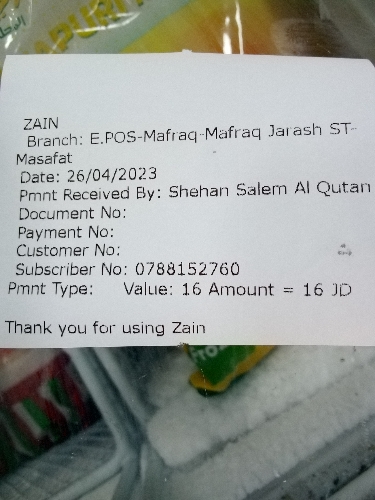 ZAIN
Branch: E.POS-Mafraq-Mafraq Jarash ST-
Masafat
Date: 26/04/2023
Pmnt Received By: Shehan Salem Al Qutan
Document No:
Payment No:
Customer No:
Subscriber No: 0788152760
Pmnt Type: Value: 16 Amount = 16 JD
Thank you for using Zain